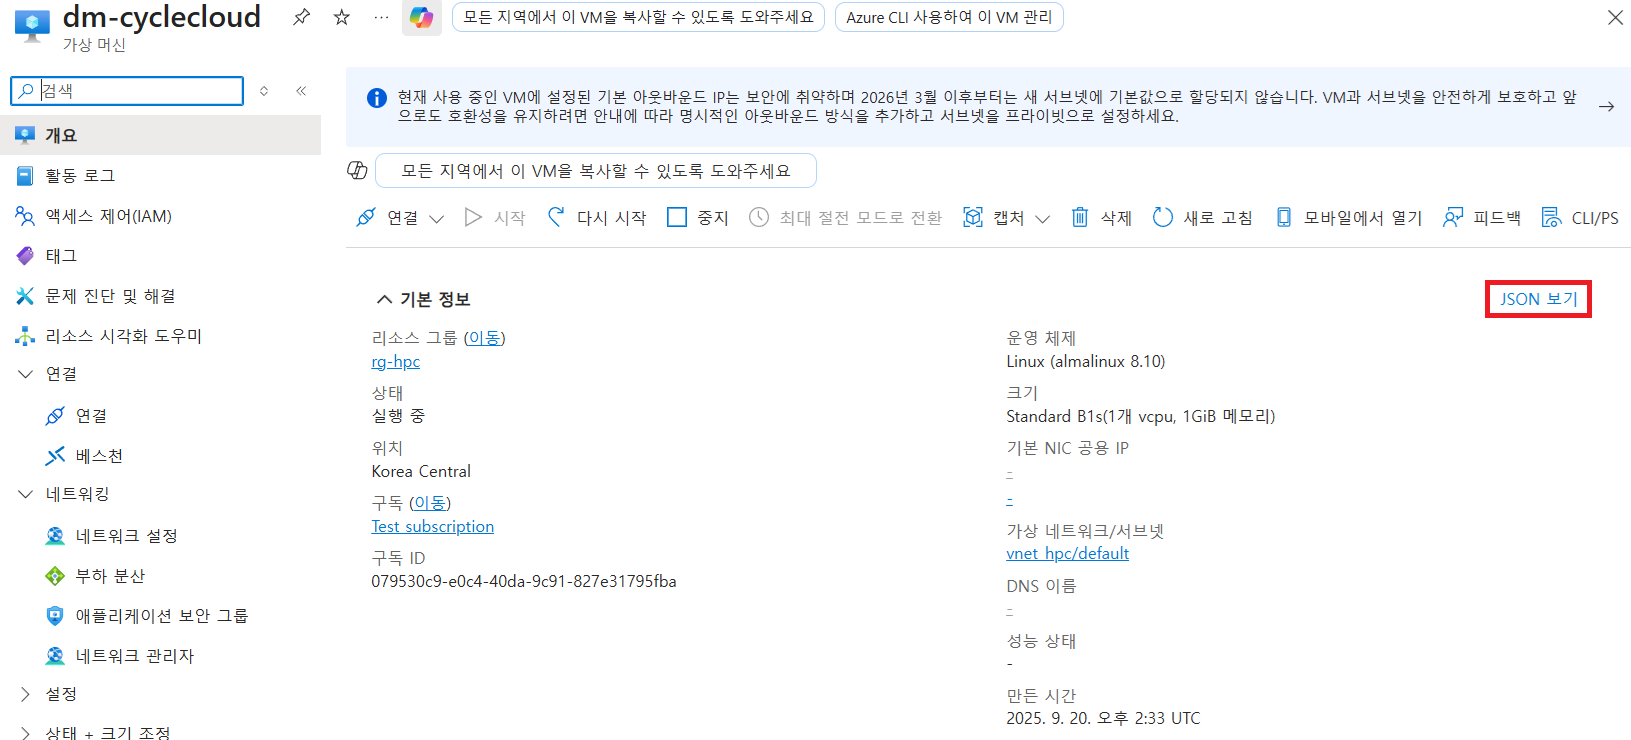 dm-cyclecloud
가상 머신
모든 지역에서 이 VM을 복사할 수 있도록 도와주세요
Azure CLI 사용하여 이 VM 관리
검색
개요
활동 로그
액세스 제어(IAM)
태그
문제 진단 및 해결
리소스 시각화 도우미
연결
연결
베스천
네트워킹
네트워크 설정
부하 분산
애플리케이션 보안 그룹
네트워크 관리자
설정
상태 + 크기 조정
현재 사용 중인 VM에 설정된 기본 아웃바운드 IP는 보안에 취약하며 2026년 3월 이후부터는 새 서브넷에 기본값으로 할당되지 않습니다. VM과 서브넷을 안전하게 보호하고 앞
으로도 호환성을 유지하려면 안내에 따라 명시적인 아웃바운드 방식을 추가하고 서브넷을 프라이빗으로 설정하세요.
모든 지역에서 이 VM을 복사할 수 있도록 도와주세요
연결 시작 다시 시작 중지 최대 절전 모드로 전환 캡처 삭제 새로 고침 모바일에서 열기 피드백 CLI/PS
기본 정보
JSON 보기
리소스 그룹 (이동)
rg-hpc
상태
실행 중
위치
Korea Central
구독 (이동)
Test subscription
구독 ID
079530c9-e0c4-40da-9c91-827e31795fba
운영 체제
Linux (almalinux 8.10)
크기
Standard B1s(1개 vcpu, 1GiB 메모리)
기본 NIC 공용 IP
-
-
가상 네트워크/서브넷
vnet hpc/default
DNS 이름
-
성능 상태
-
만든 시간
2025. 9. 20. 오후 2:33 UTC